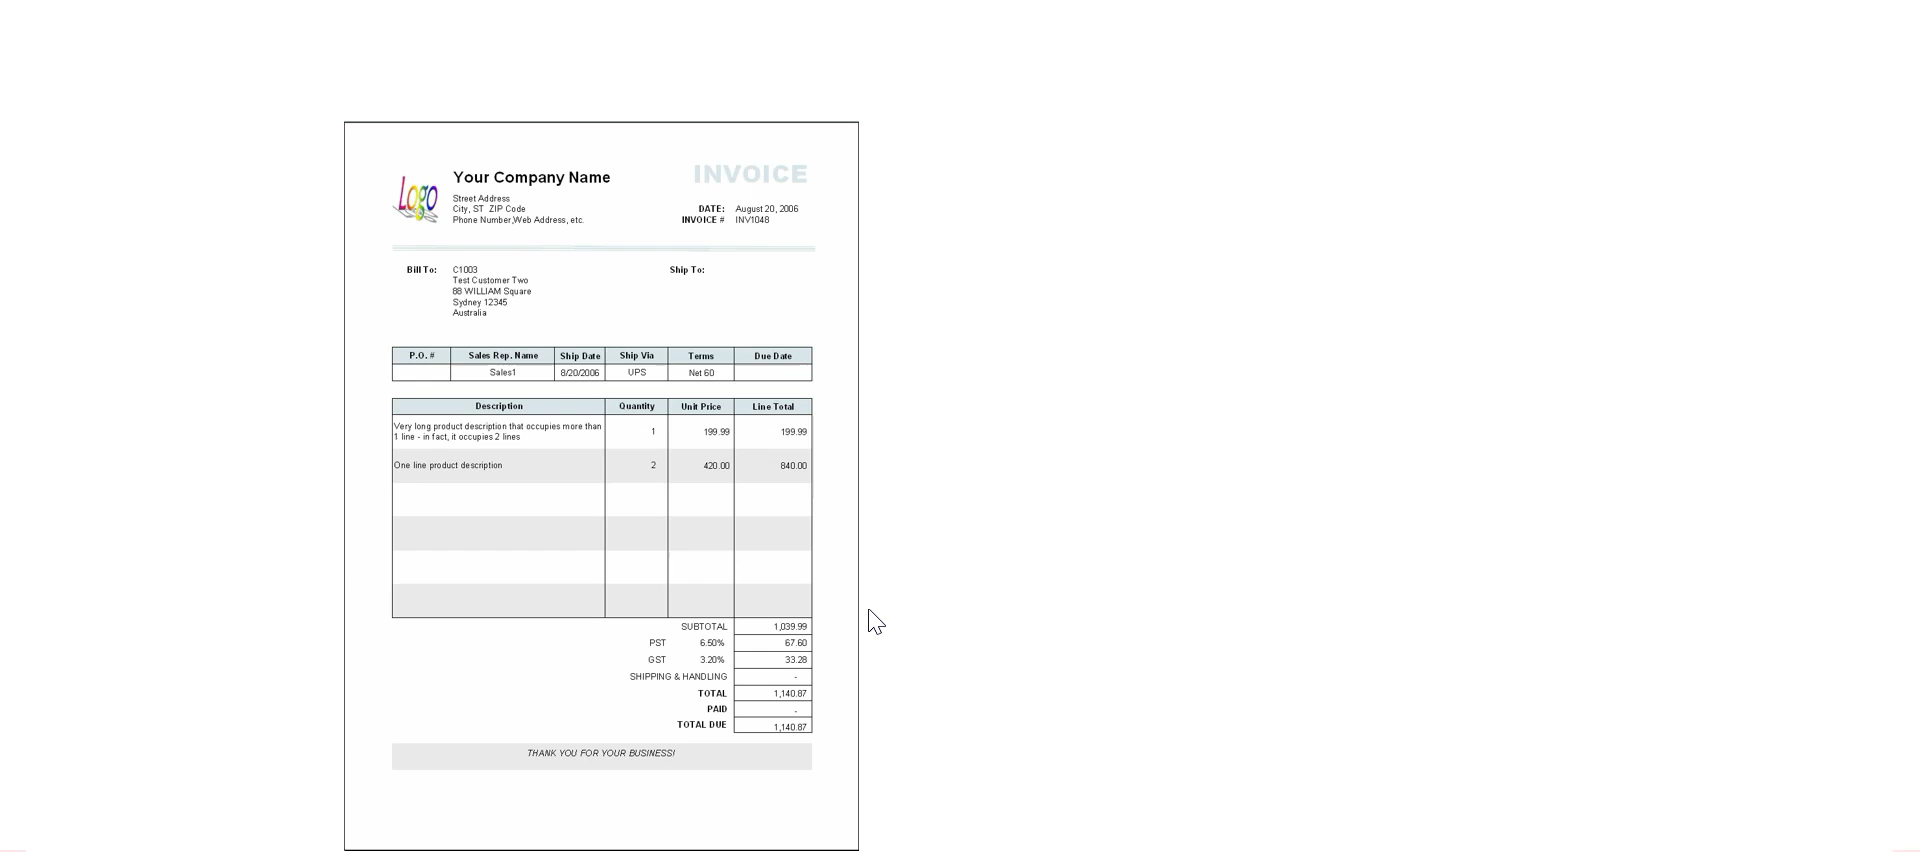 Logo
Your Company Name
INVOICE
Street Address
City, ST ZIP Code
Phone Number,Web Address, etc.
DATE: August 20, 2006
INVOICE # INV1048
Bill To: C1003
Test Customer Two
88 WILLIAM Square
Sydney 12345
Australia
Ship To:
P.O. # Sales Rep. Name Ship Date Ship Via Terms Due Date
Sales1 8/20/2006 UPS Net 60
Description Quantity Unit Price Line Total
Very long product description that occupies more than
1 line - in fact, it occupies 2 lines
1 199.99 199.99
One line product description 2 420.00 840.00
SUBTOTAL 1,039.99
PST 6.50% 67.60
GST 3.20% 33.28
SHIPPING & HANDLING -
TOTAL 1,140.87
PAID -
TOTAL DUE 1,140.87
THANK YOU FOR YOUR BUSINESS!